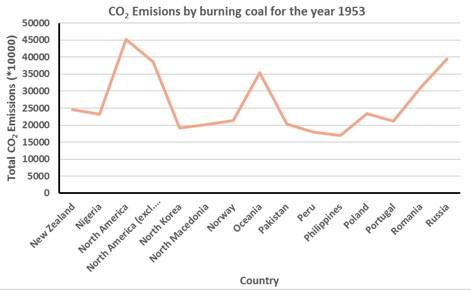 CO₂ Emisions by burning coal for the year 1953
Total CO₂ Emissions (*10000)
50000
45000
40000
35000
30000
25000
20000
15000
10000
5000
0
New Zealand
Nigeria
North America
North America (excl....
North Korea
North Macedonia
Norway
Oceania
Pakistan
Peru
Philippines
Poland
Portugal
Romania
Russia
Country